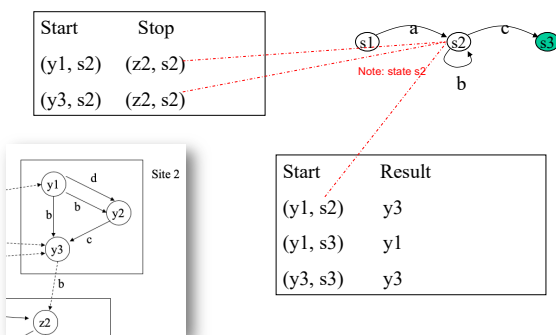 Start Stop
(y1, s2) (z2, s2)
(y3, s2) (z2, s2)
s1 a s2 c s3
Note: state s2
b
Site 2
y1 d
b b y2
c
y3
b
z2
Start Result
(y1, s2) y3
(y1, s3) y1
(y3, s3) y3